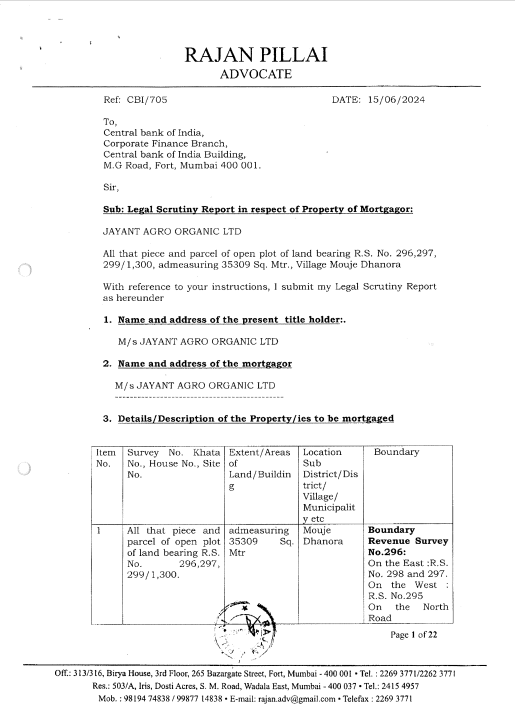 RAJAN PILLAI
ADVOCATE
Ref: CBI/705 DATE: 15/06/2024
To,
Central bank of India,
Corporate Finance Branch,
Central bank of India Building,
M.G Road, Fort, Mumbai 400 001.
Sir,
Sub: Legal Scrutiny Report in respect of Property of Mortgagor:
JAYANT AGRO ORGANIC LTD
All that piece and parcel of open plot of land bearing R.S. No. 296,297,
299/1,300, admeasuring 35309 Sq. Mtr., Village Mouje Dhanora
With reference to your instructions, I submit my Legal Scrutiny Report
as hereunder
1. Name and address of the present title holder:.
M/s JAYANT AGRO ORGANIC LTD
2. Name and address of the mortgagor
M/s JAYANT AGRO ORGANIC LTD
--------------------------------------------
3. Details/Description of the Property/ies to be mortgaged
Item
No.
Survey No. Khata
No., House No., Site
No.
Extent/Areas
of
Land/Buildin
g
Location
Sub
District/Dis
trict/
Village/
Municipalit
y etc
Boundary
1
All that piece and
parcel of open plot
of land bearing R.S.
No. 296,297,
299/1,300.
admeasuring
35309 Sq.
Mtr
Mouje
Dhanora
Boundary
Revenue Survey
No.296:
On the East :R.S.
No. 298 and 297.
On the West :
R.S. No.295
On the North
Road
RAJAN
PILLAI
Page 1 of 22
Off.: 313/316, Birya House, 3rd Floor, 265 Bazargate Street, Fort, Mumbai - 400 001 • Tel. : 2269 3771/2262 3771
Res.: 503/A, Iris, Dosti Acres, S. M. Road, Wadala East, Mumbai - 400 037 • Tel.: 2415 4957
Mob. : 98194 74838 / 99877 14838 • E-mail: rajan.adv@gmail.com • Telefax : 2269 3771